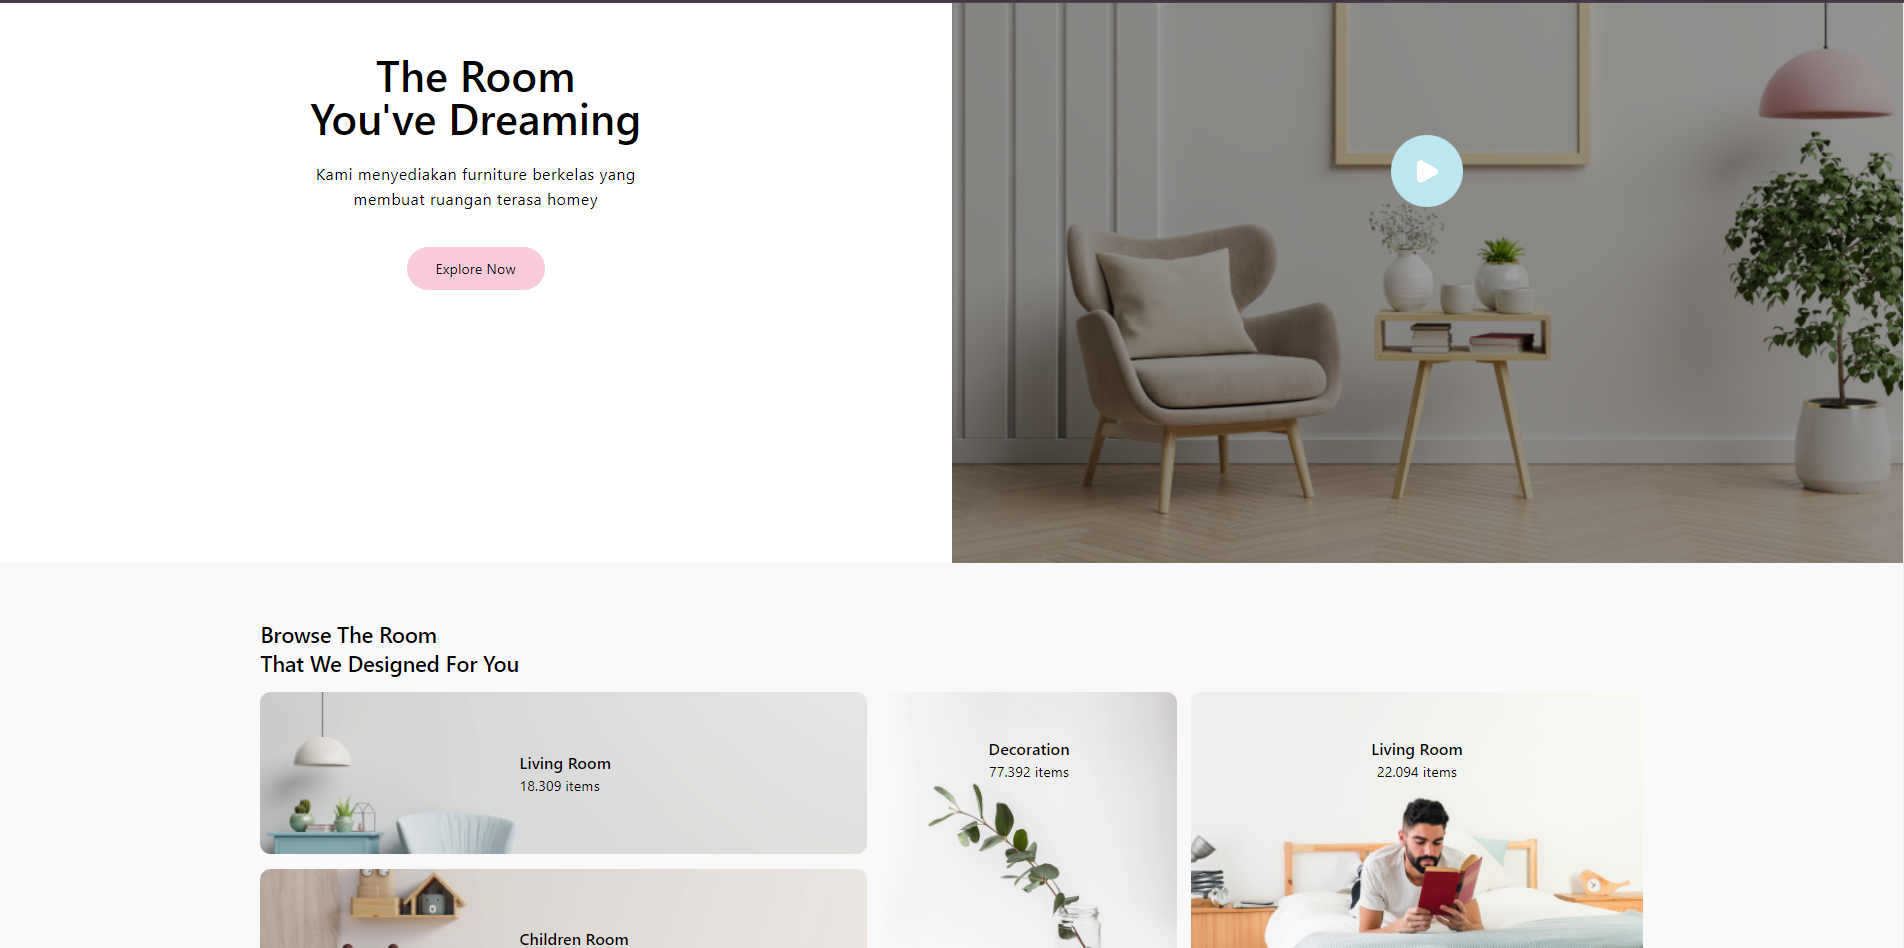 The Room
You've Dreaming
Kami menyediakan furniture berkelas yang
membuat ruangan terasa homey
Explore Now
Browse The Room
That We Designed For You
Living Room
18.309 items
Decoration
77.392 items
Living Room
22.094 items
Children Room